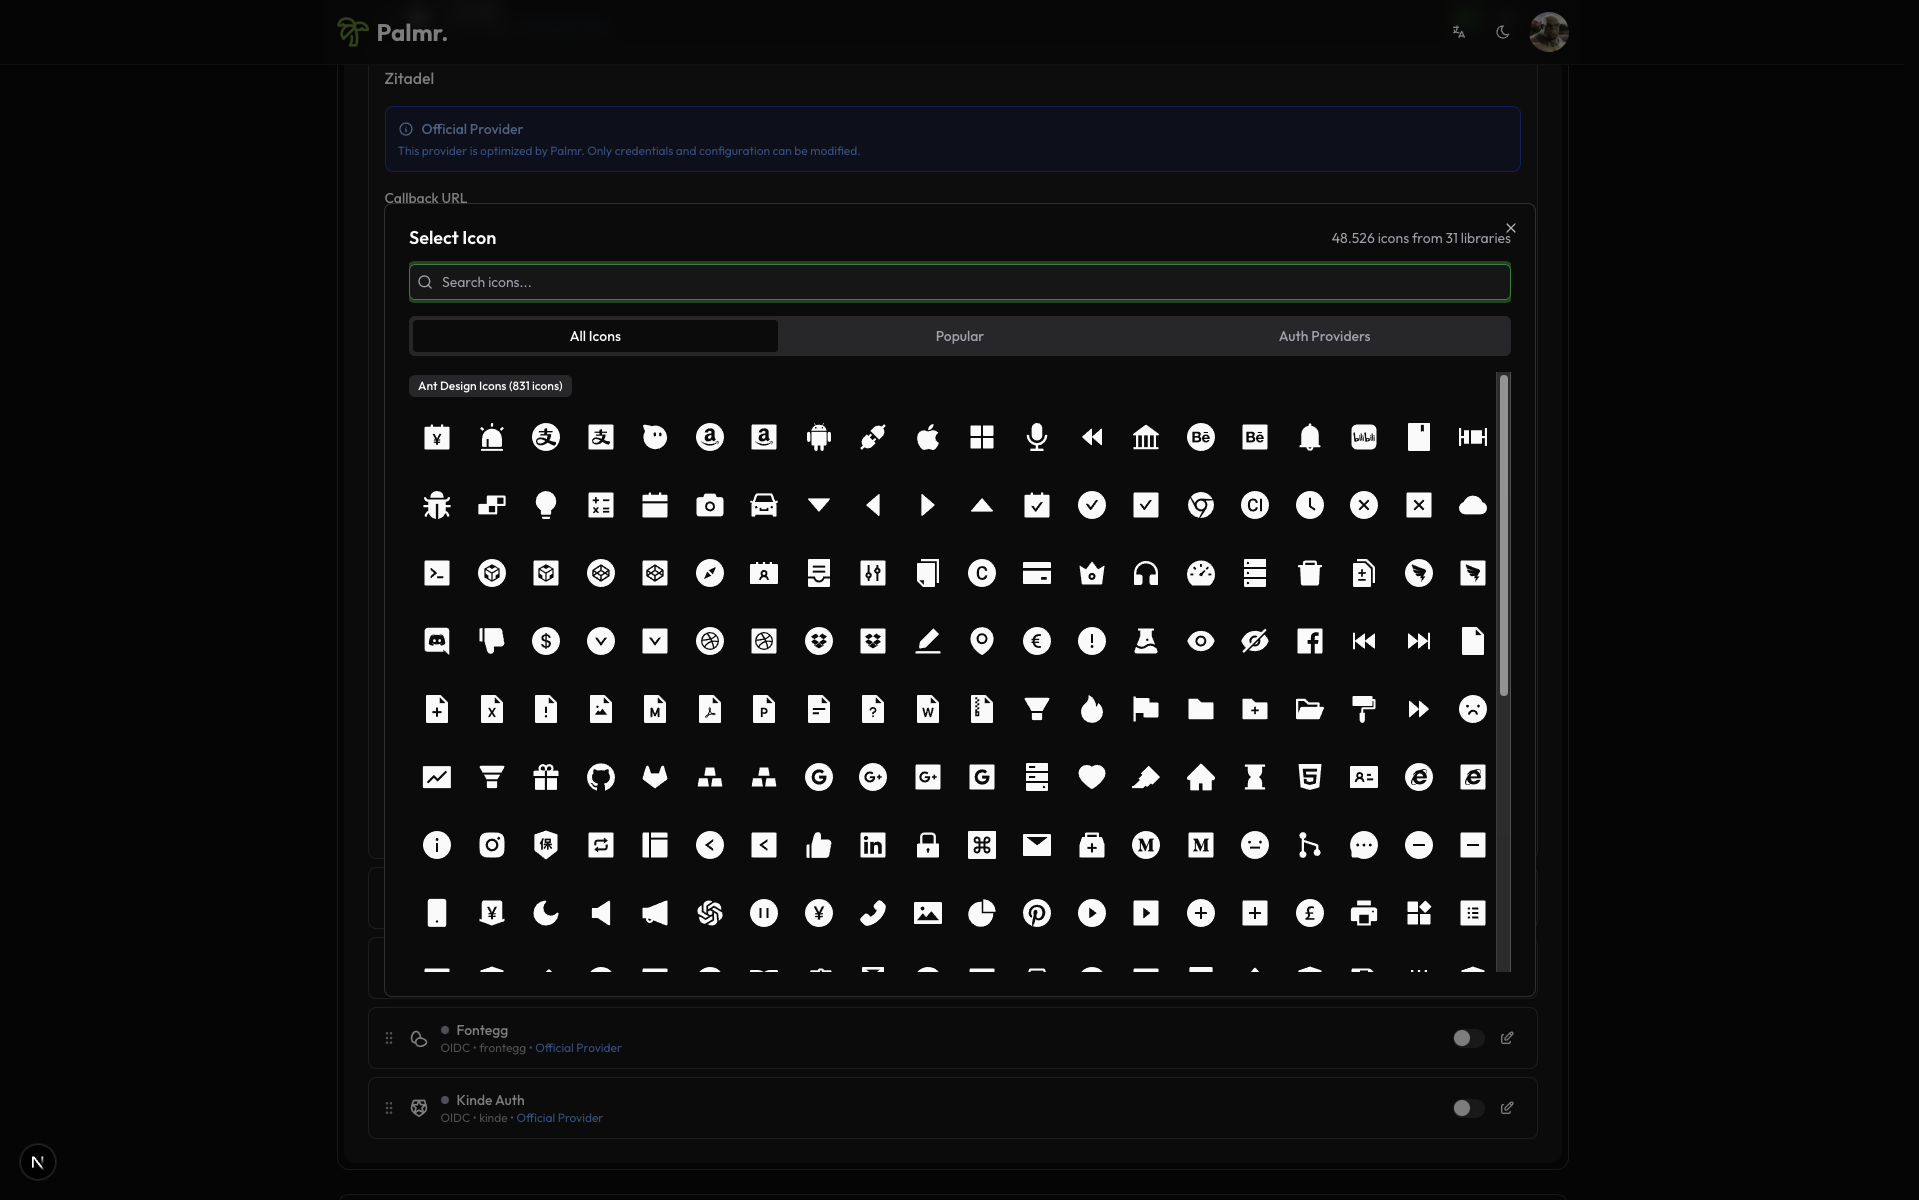 Palmr.
Zitadel
Official Provider
This provider is optimized by Palmr. Only credentials and configuration can be modified.
Callback URL
Select Icon
48.526 icons from 31 libraries
Search icons...
All Icons
Popular
Auth Providers
Ant Design Icons (831 icons)
Fontegg
OIDC • frontegg • Official Provider
Kinde Auth
OIDC • kinde • Official Provider
N